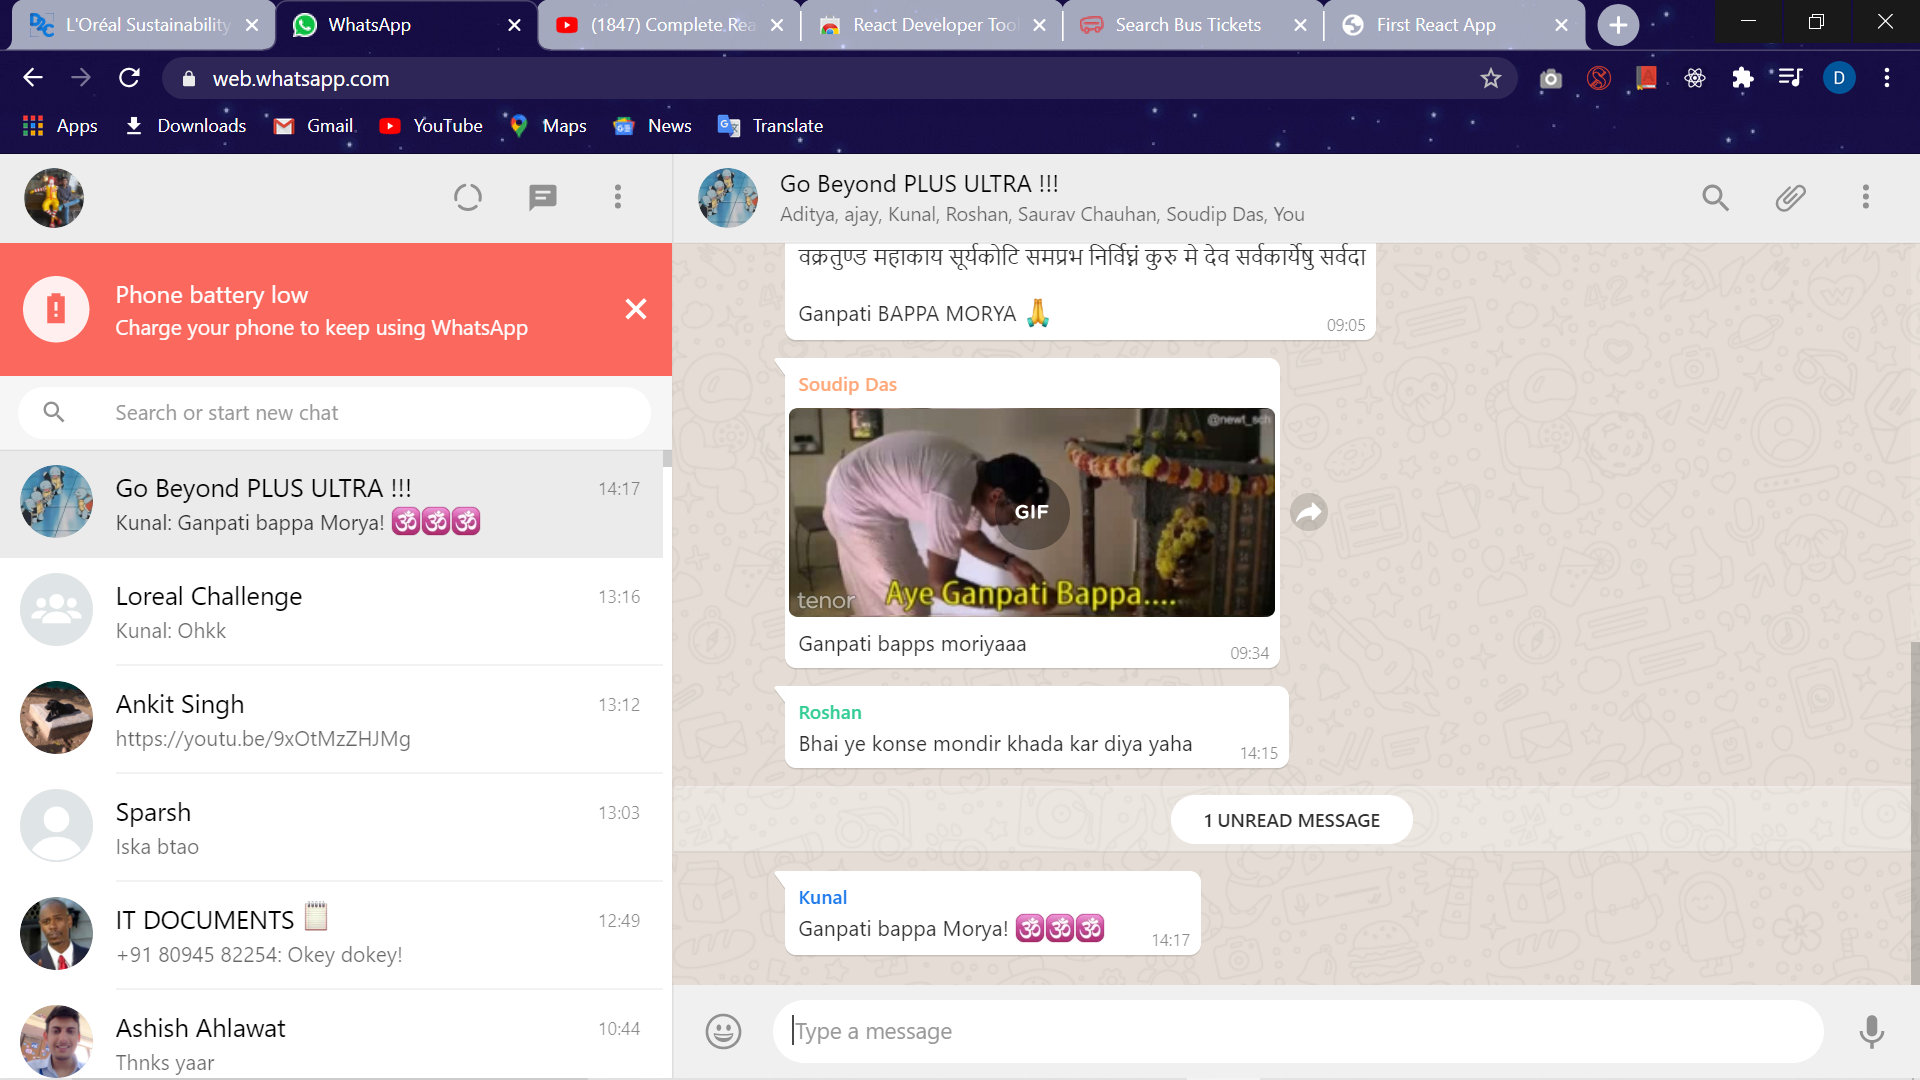 L'Oréal Sustainability
WhatsApp
(1847) Complete Rea
React Developer Tool
Search Bus Tickets
First React App
web.whatsapp.com
D
Apps
Downloads
Gmail
YouTube
Maps
News
Translate
Go Beyond PLUS ULTRA !!!
Aditya, ajay, Kunal, Roshan, Saurav Chauhan, Soudip Das, You
Phone battery low
Charge your phone to keep using WhatsApp
Search or start new chat
Go Beyond PLUS ULTRA !!!
14:17
Kunal: Ganpati bappa Morya! 🕉🕉🕉
Loreal Challenge
13:16
Kunal: Ohkk
Ankit Singh
13:12
https://youtu.be/9xOtMzZHJMg
Sparsh
13:03
Iska btao
IT DOCUMENTS 🗒
12:49
+91 80945 82254: Okey dokey!
Ashish Ahlawat
10:44
Thnks yaar
वक्रतुण्ड महाकाय सूर्यकोटि समप्रभ निर्विघ्नं कुरु मे देव सर्वकार्येषु सर्वदा
Ganpati BAPPA MORYA 🙏
09:05
Soudip Das
@newt_sch
GIF
Aye Ganpati Bappa....
tenor
Ganpati bapps moriyaaa
09:34
Roshan
Bhai ye konse mondir khada kar diya yaha
14:15
1 UNREAD MESSAGE
Kunal
Ganpati bappa Morya! 🕉🕉🕉
14:17
Type a message